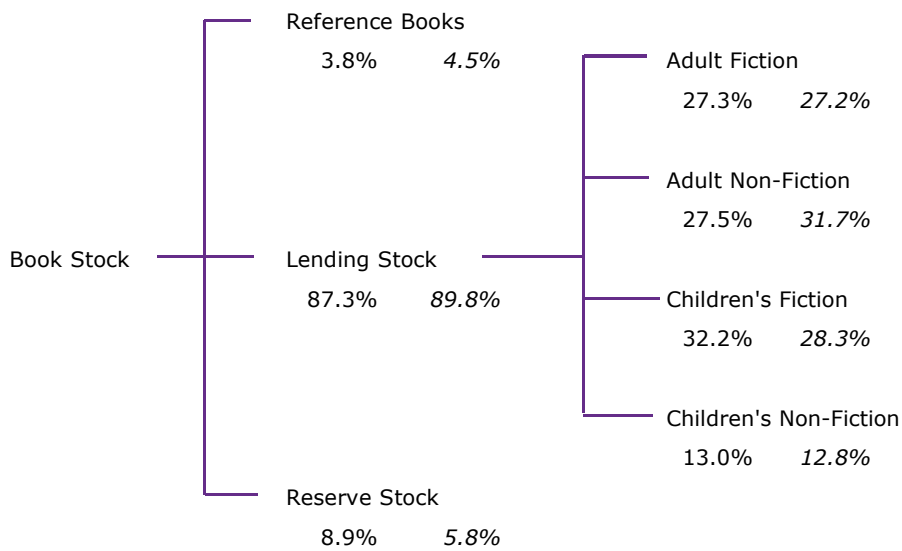 Reference Books
3.8% 4.5%
Adult Fiction
27.3% 27.2%
Adult Non-Fiction
27.5% 31.7%
Book Stock
Lending Stock
87.3% 89.8%
Children's Fiction
32.2% 28.3%
Children's Non-Fiction
13.0% 12.8%
Reserve Stock
8.9% 5.8%